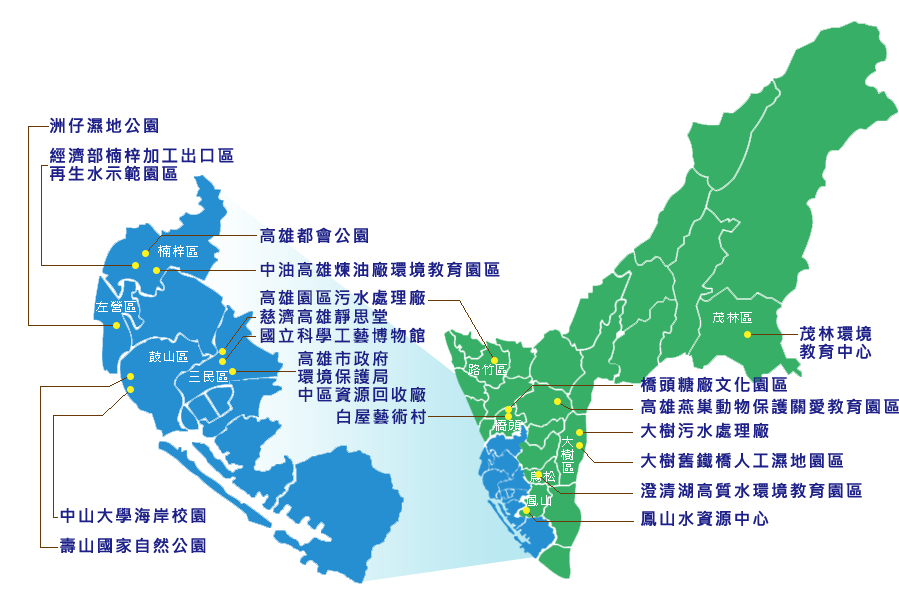 洲仔濕地公園
經濟部楠梓加工出口區
再生水示範園區
高雄都會公園
楠梓區
中油高雄煉油廠環境教育園區
高雄園區污水處理廠
左營區
慈濟高雄靜思堂
茂林區
國立科學工藝博物館
茂林環境
教育中心
鼓山區
高雄市政府
環境保護局
中區資源回收廠
路竹區
三民區
橋頭糖廠文化園區
高雄燕巢動物保護關愛教育園區
白屋藝術村
橋頭
大樹污水處理廠
大樹區
大樹舊鐵橋人工濕地園區
鳥松
澄清湖高質水環境教育園區
鳳山
中山大學海岸校園
鳳山水資源中心
壽山國家自然公園